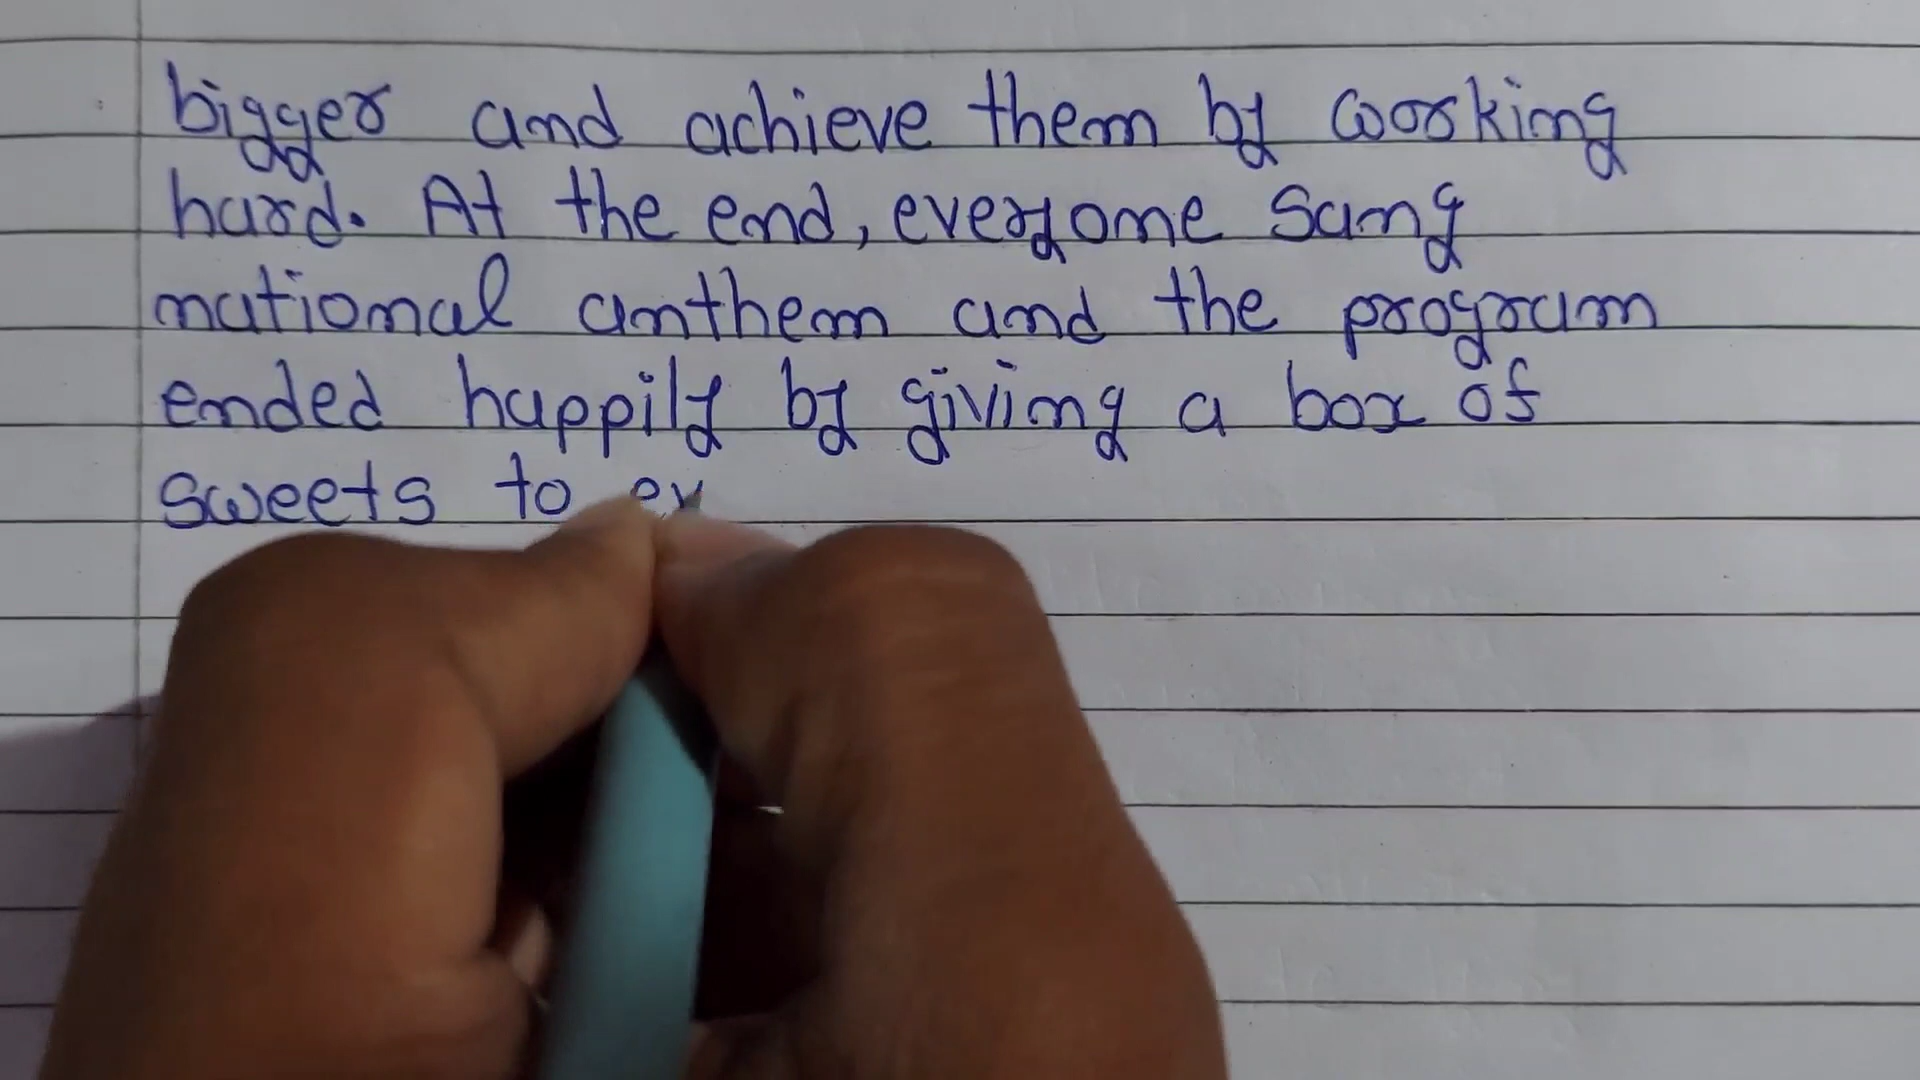 bigger and achieve them by working
hard. At the end, everyone sang
national anthem and the program
ended happily by giving a box of
sweets to ev